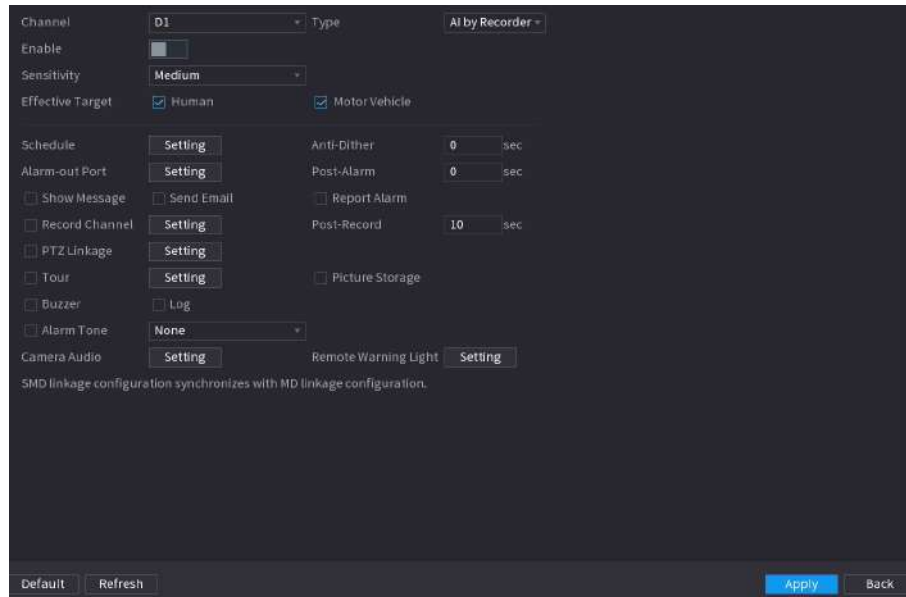 Channel D1 Type AI by Recorder
Enable
Sensitivity Medium
Effective Target Human Motor Vehicle
Schedule Setting Anti-Dither 0 sec
Alarm-out Port Setting Post-Alarm 0 sec
Show Message Send Email Report Alarm
Record Channel Setting Post-Record 10 sec
PTZ Linkage Setting
Tour Setting Picture Storage
Buzzer Log
Alarm Tone None
Camera Audio Setting Remote Warning Light Setting
SMD linkage configuration synchronizes with MD linkage configuration.
Default Refresh Apply Back